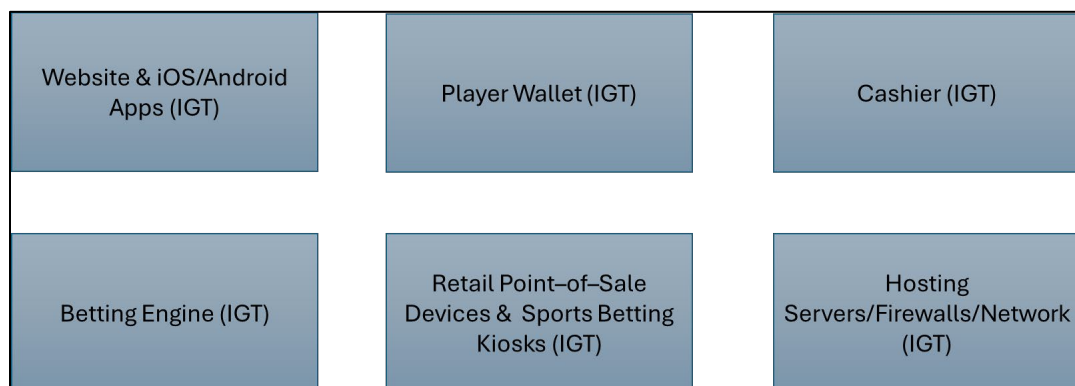 Website & iOS/Android
Apps (IGT)
Player Wallet (IGT)
Cashier (IGT)
Betting Engine (IGT)
Retail Point–of–Sale
Devices &  Sports Betting
Kiosks (IGT)
Hosting
Servers/Firewalls/Network
(IGT)